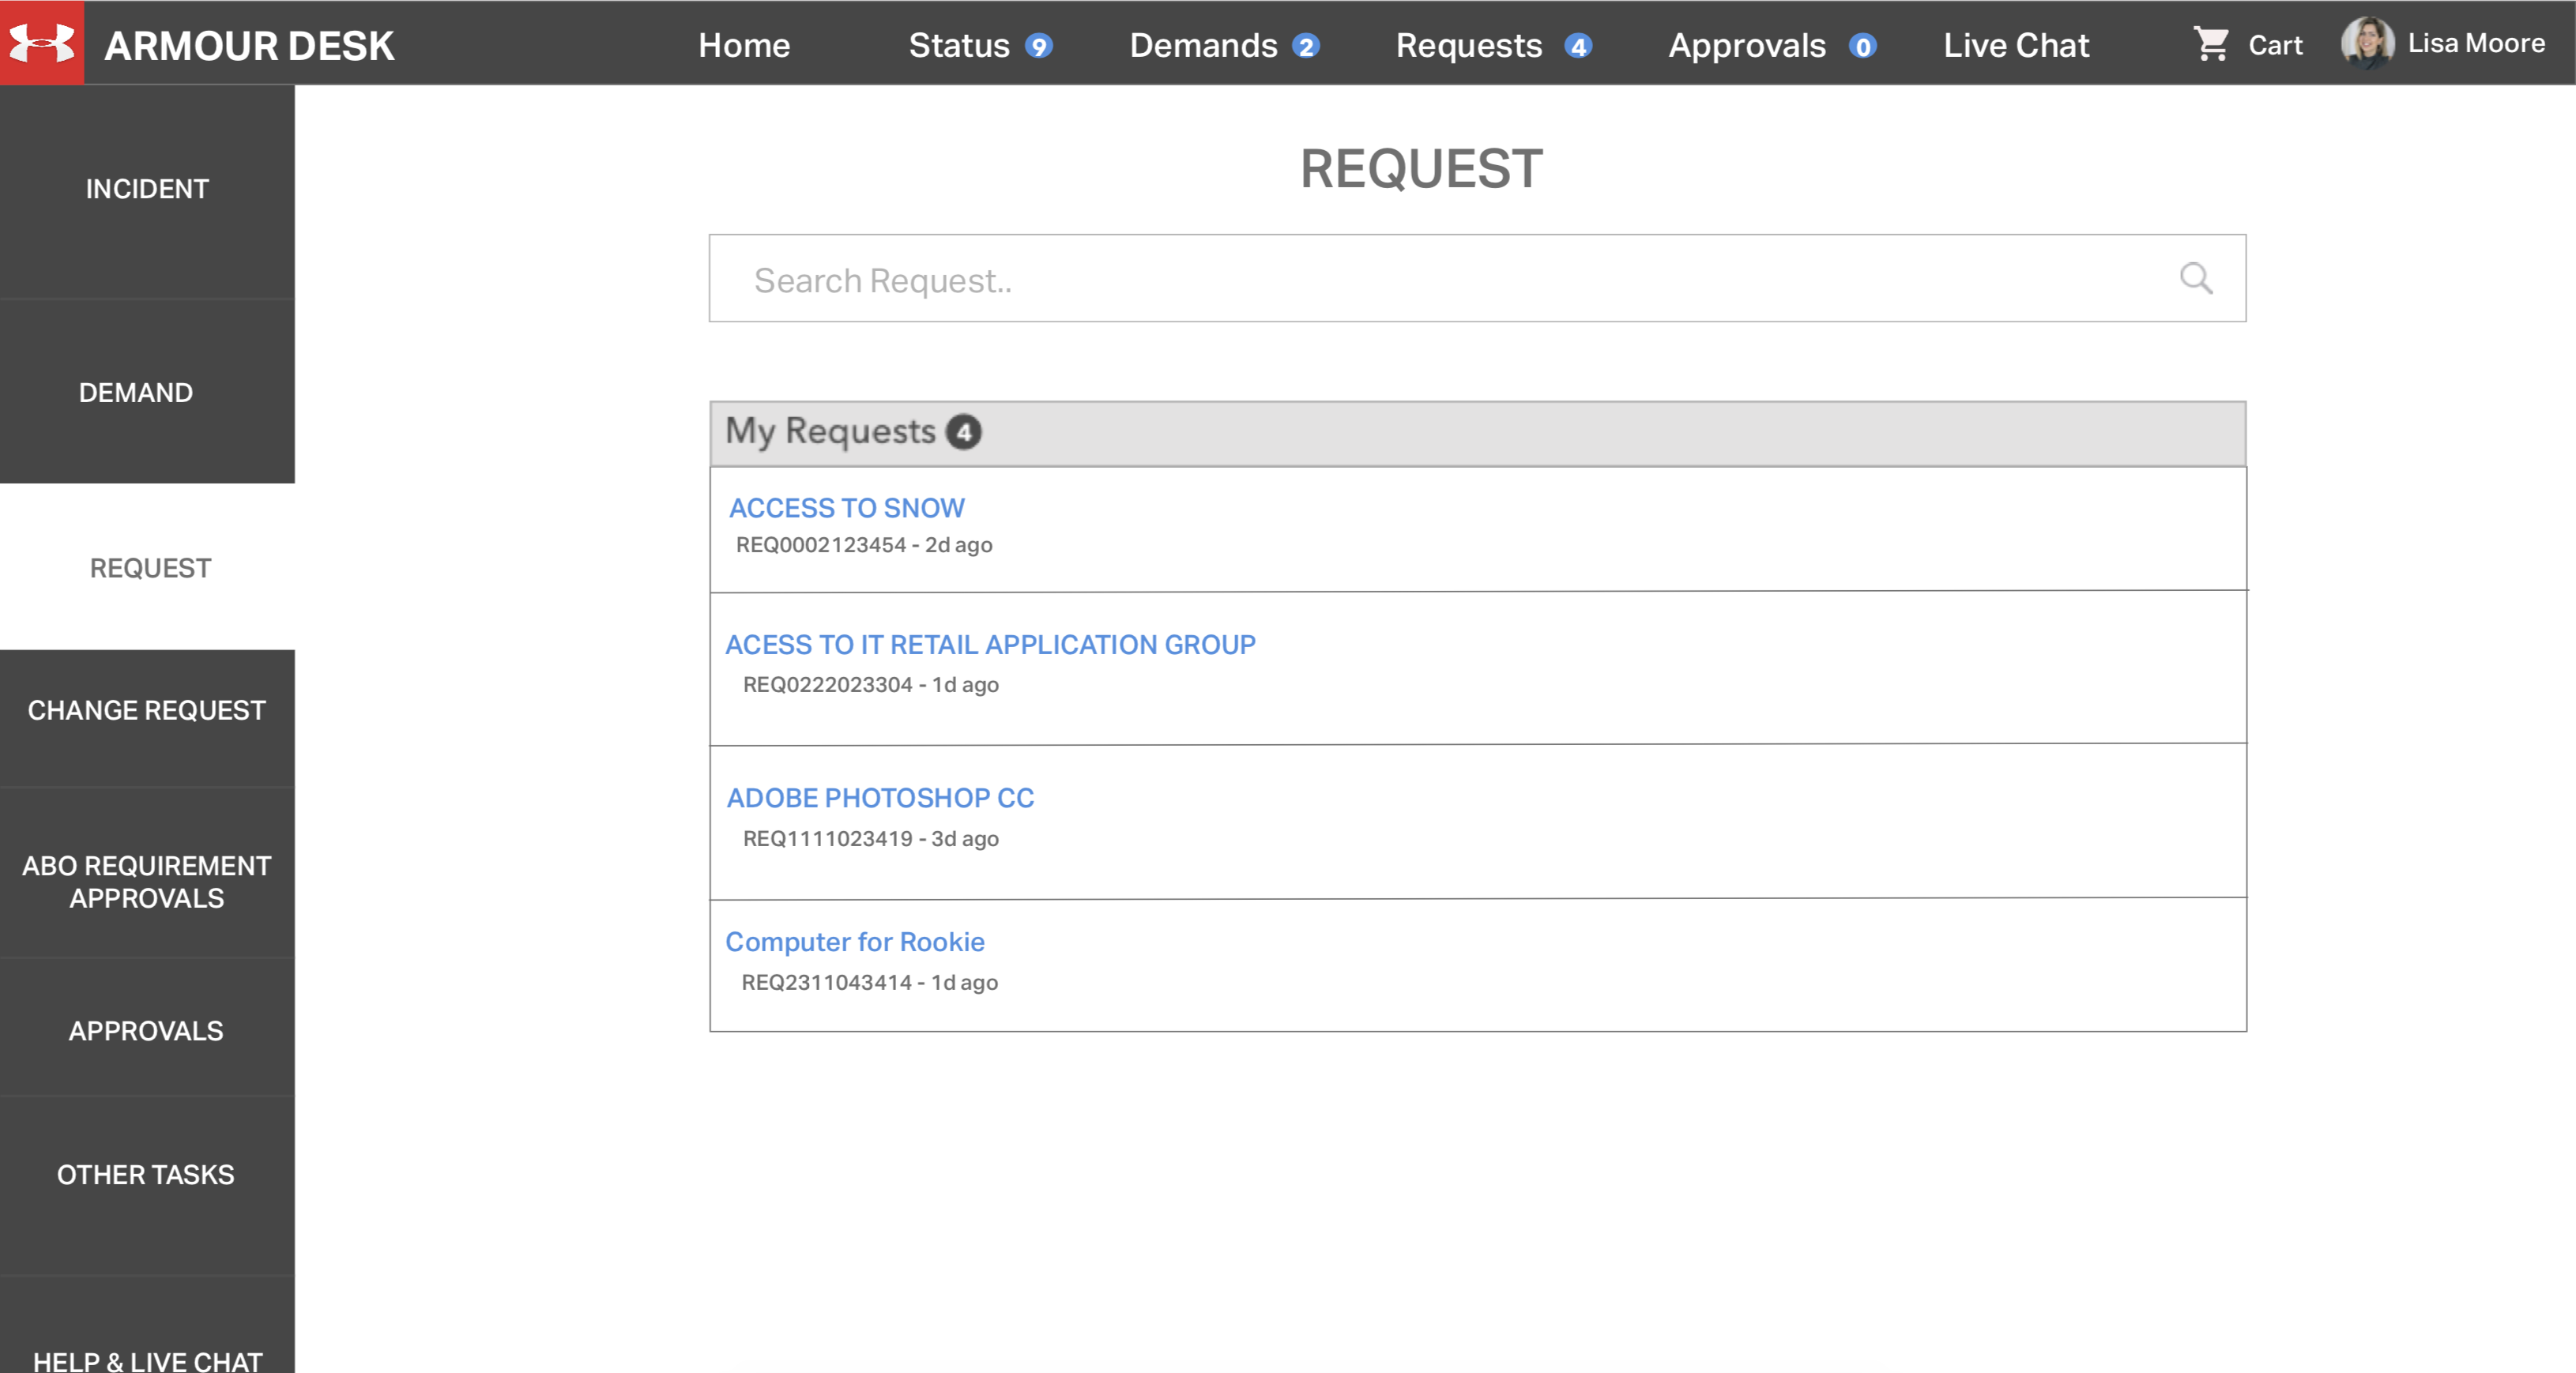 ARMOUR DESK
Home
Status 9
Demands 2
Requests 4
Approvals 0
Live Chat
Cart
Lisa Moore
INCIDENT
DEMAND
REQUEST
CHANGE REQUEST
ABO REQUIREMENT
APPROVALS
APPROVALS
OTHER TASKS
HELP & LIVE CHAT
REQUEST
Search Request..
My Requests 4
ACCESS TO SNOW
REQ0002123454 - 2d ago
ACESS TO IT RETAIL APPLICATION GROUP
REQ0222023304 - 1d ago
ADOBE PHOTOSHOP CC
REQ1111023419 - 3d ago
Computer for Rookie
REQ2311043414 - 1d ago